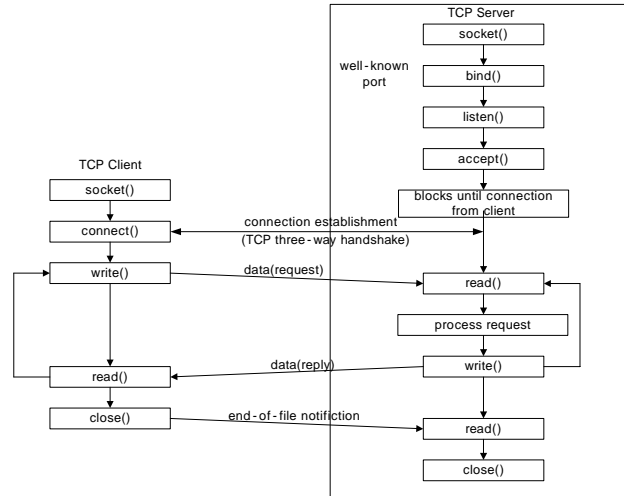 TCP Server
socket()
well-known
port
bind()
listen()
accept()
blocks until connection
from client
TCP Client
socket()
connect()
connection establishment
(TCP three-way handshake)
write()
data(request)
read()
process request
data(reply)
write()
read()
close()
end-of-file notifiction
read()
close()